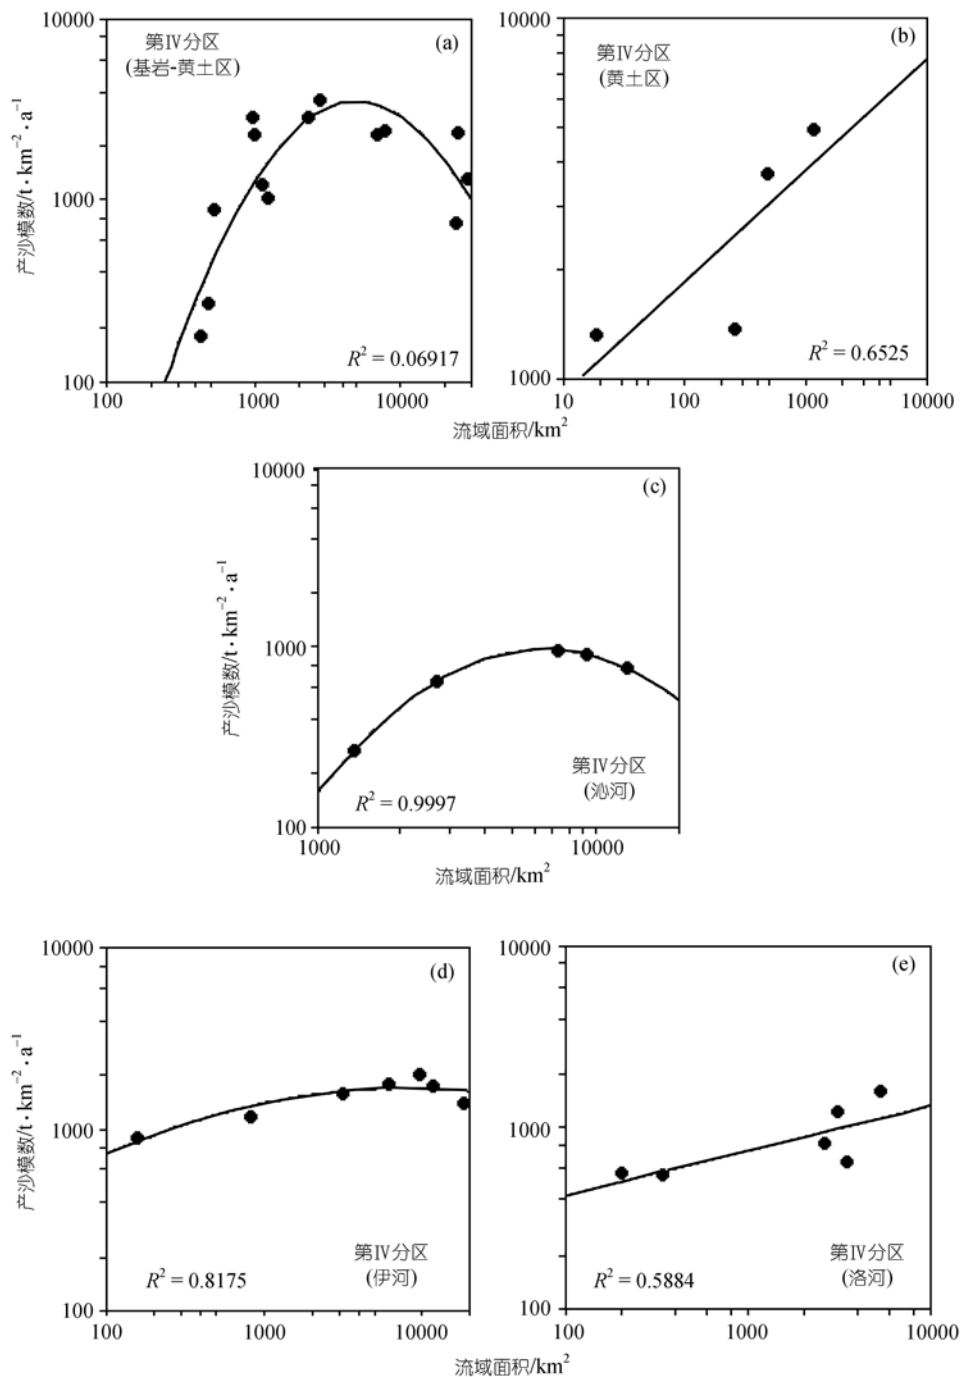 10000
第IV分区
(基岩-黄土区)
(a)
1000
100
R² = 0.06917
100
1000
10000
产沙模数/t·km⁻²·a⁻¹
10000
第IV分区
(黄土区)
(b)
1000
R² = 0.6525
10
100
1000
10000
流域面积/km²
10000
(c)
1000
产沙模数/t·km⁻²·a⁻¹
第IV分区
(沁河)
R² = 0.9997
100
1000
10000
流域面积/km²
10000
(d)
1000
产沙模数/t·km⁻²·a⁻¹
第IV分区
(伊河)
R² = 0.8175
100
100
1000
10000
10000
(e)
1000
第IV分区
(洛河)
R² = 0.5884
100
100
1000
10000
流域面积/km²